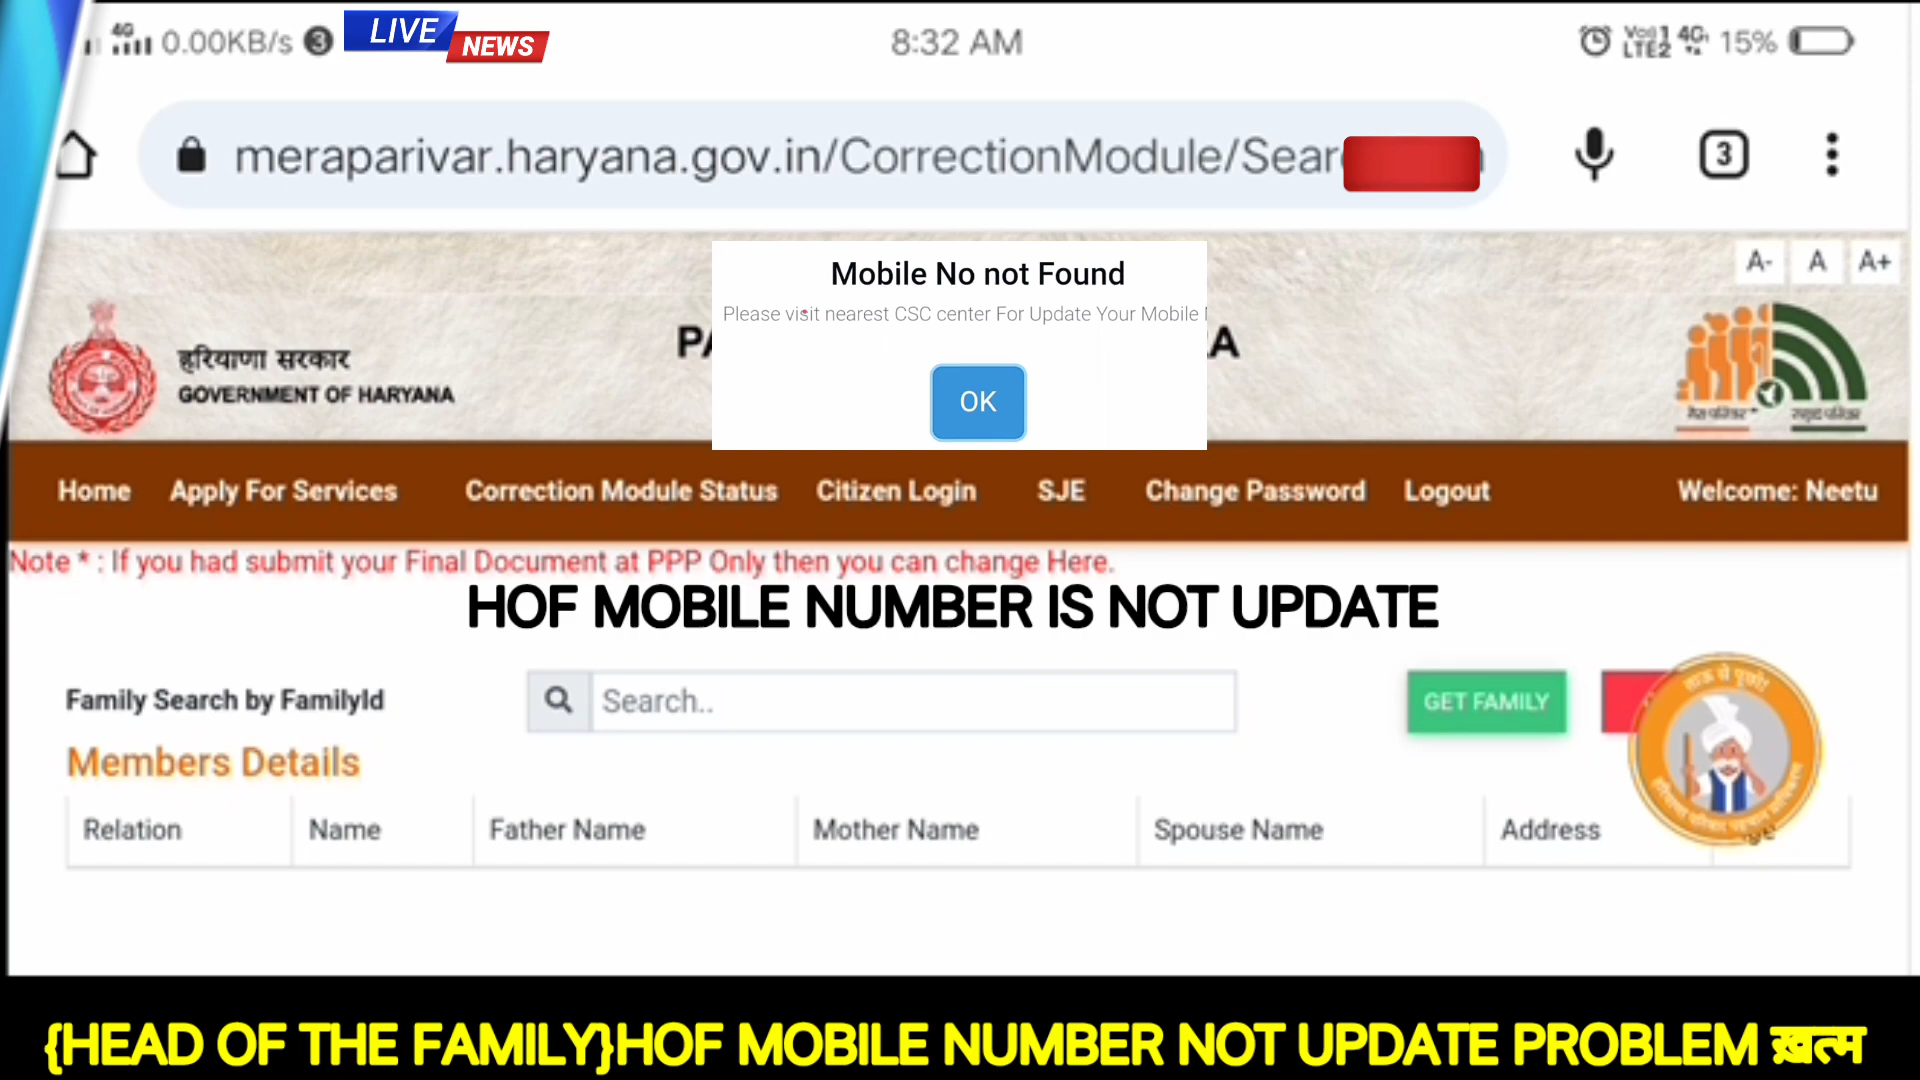 4G 0.00KB/s 3 LIVE NEWS 8:32 AM LTE2 4G 15%
meraparivar.haryana.gov.in/CorrectionModule/Sear 3
A- A A+
Mobile No not Found
Please visit nearest CSC center For Update Your Mobile
हरियाणा सरकार
GOVERNMENT OF HARYANA
OK
Home Apply For Services Correction Module Status Citizen Login SJE Change Password Logout Welcome: Neetu
Note * : If you had submit your Final Document at PPP Only then you can change Here.
HOF MOBILE NUMBER IS NOT UPDATE
Family Search by FamilyId Search.. GET FAMILY
Members Details
Relation Name Father Name Mother Name Spouse Name Address
{HEAD OF THE FAMILY}HOF MOBILE NUMBER NOT UPDATE PROBLEM ख़त्म